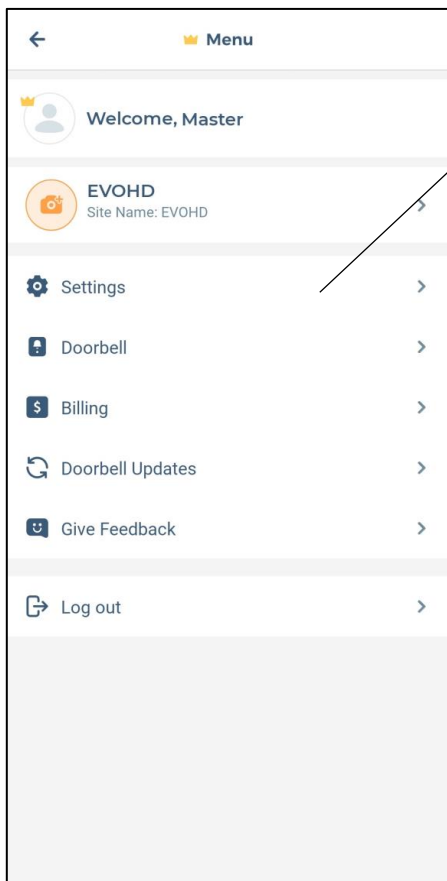 Menu
Welcome, Master
EVOHD
Site Name: EVOHD
Settings
Doorbell
$ Billing
Doorbell Updates
Give Feedback
Log out